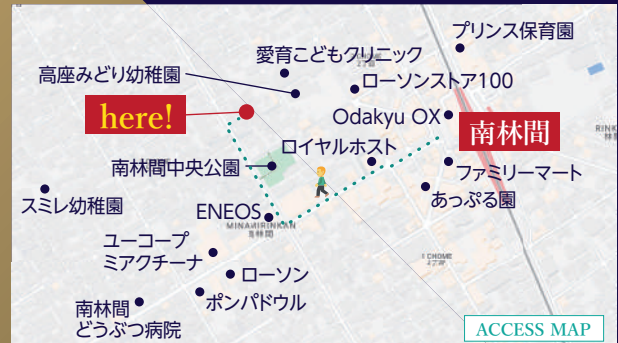 プリンス保育園
愛育こどもクリニック
高座みどり幼稚園
ローソンストア100
here!
Odakyu OX
南林間
ロイヤルホスト
南林間中央公園
ファミリーマート
あっぷる園
スミレ幼稚園
ENEOS
MINAMIRINKAN
南林間
ユーコープ
ミアクチーナ
ローソン
ポンパドウル
南林間
どうぶつ病院
ACCESS MAP